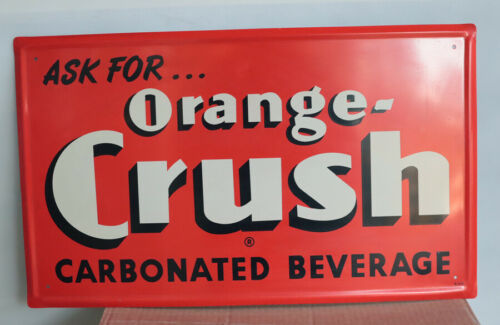 ASK FOR...
Orange-
Crush
®
CARBONATED BEVERAGE